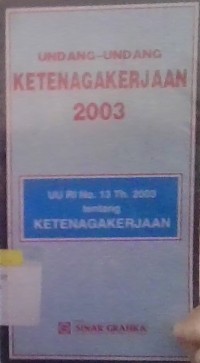 UNDANG-UNDANG
KETENAGAKERJAAN
2003
UU RI No. 13 Th. 2003
tentang
KETENAGAKERJAAN
SINAR GRAFIKA